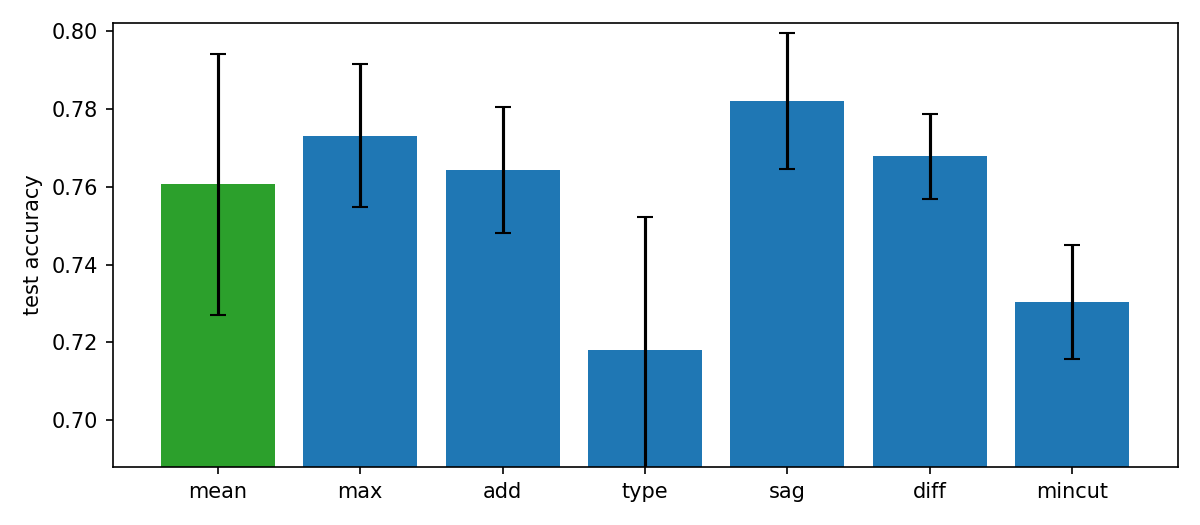 test accuracy
0.80
0.78
0.76
0.74
0.72
0.70
mean
max
add
type
sag
diff
mincut